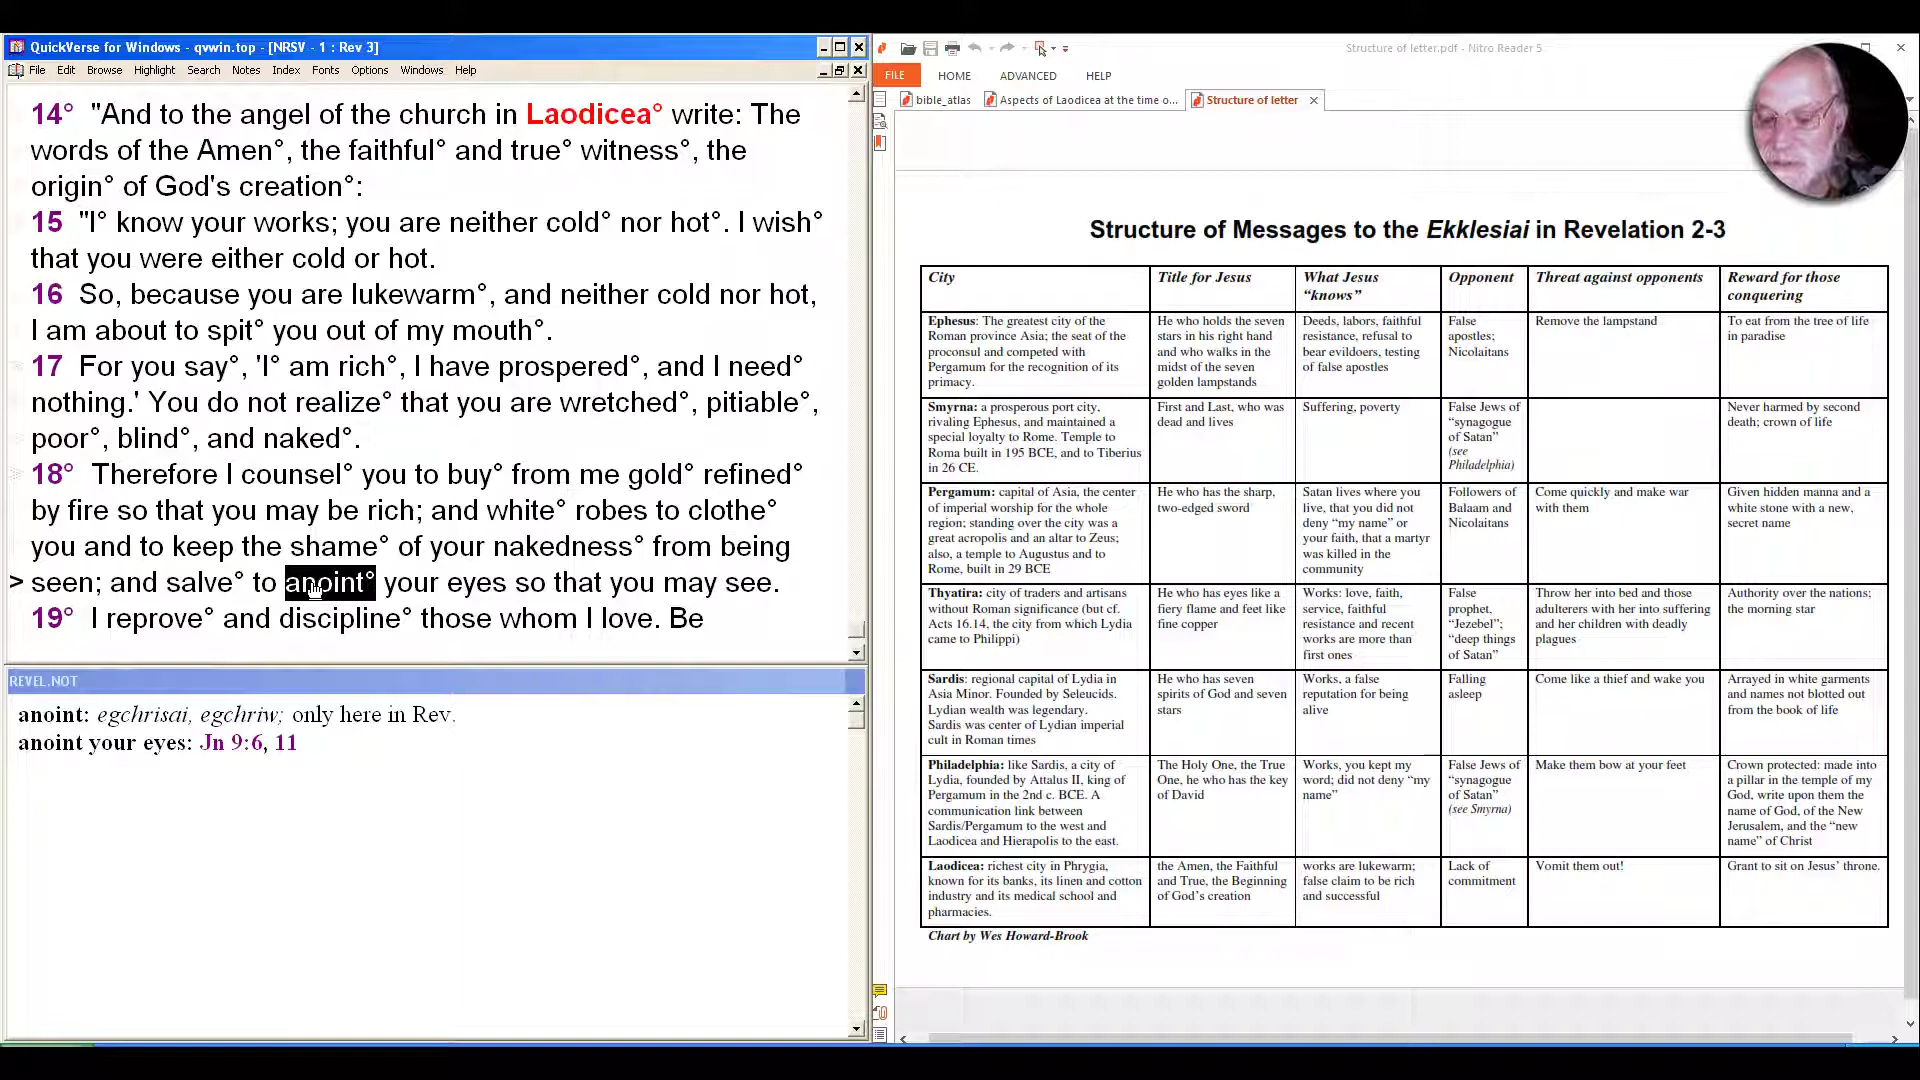 QuickVerse for Windows - qvwin.top - [NRSV - 1 : Rev 3]
File Edit Browse Highlight Search Notes Index Fonts Options Windows Help
14° "And to the angel of the church in Laodicea° write: The
words of the Amen°, the faithful° and true° witness°, the
origin° of God's creation°:
15 "I° know your works; you are neither cold° nor hot°. I wish°
that you were either cold or hot.
16 So, because you are lukewarm°, and neither cold nor hot,
I am about to spit° you out of my mouth°.
17 For you say°, 'I° am rich°, I have prospered°, and I need°
nothing.' You do not realize° that you are wretched°, pitiable°,
poor°, blind°, and naked°.
18° Therefore I counsel° you to buy° from me gold° refined°
by fire so that you may be rich; and white° robes to clothe°
you and to keep the shame° of your nakedness° from being
> seen; and salve° to anoint° your eyes so that you may see.
19° I reprove° and discipline° those whom I love. Be
REVEL.NOT
anoint: egchrisai, egchriw; only here in Rev.
anoint your eyes: Jn 9:6, 11
Structure of letter.pdf - Nitro Reader 5
FILE HOME ADVANCED HELP
bible_atlas Aspects of Laodicea at the time o... Structure of letter
Structure of Messages to the Ekklesiai in Revelation 2-3
City
Title for Jesus
What Jesus
"knows"
Opponent
Threat against opponents
Reward for those
conquering
Ephesus: The greatest city of the
Roman province Asia; the seat of the
proconsul and competed with
Pergamum for the recognition of its
primacy.
He who holds the seven
stars in his right hand
and who walks in the
midst of the seven
golden lampstands
Deeds, labors, faithful
resistance, refusal to
bear evildoers, testing
of false apostles
False
apostles;
Nicolaitans
Remove the lampstand
To eat from the tree of life
in paradise
Smyrna: a prosperous port city,
rivaling Ephesus, and maintained a
special loyalty to Rome. Temple to
Roma built in 195 BCE, and to Tiberius
in 26 CE.
First and Last, who was
dead and lives
Suffering, poverty
False Jews of
"synagogue
of Satan"
(see
Philadelphia)
Never harmed by second
death; crown of life
Pergamum: capital of Asia, the center
of imperial worship for the whole
region; standing over the city was a
great acropolis and an altar to Zeus;
also, a temple to Augustus and to
Rome, built in 29 BCE
He who has the sharp,
two-edged sword
Satan lives where you
live, that you did not
deny "my name" or
your faith, that a martyr
was killed in the
community
Followers of
Balaam and
Nicolaitans
Come quickly and make war
with them
Given hidden manna and a
white stone with a new,
secret name
Thyatira: city of traders and artisans
without Roman significance (but cf.
Acts 16.14, the city from which Lydia
came to Philippi)
He who has eyes like a
fiery flame and feet like
fine copper
Works: love, faith,
service, faithful
resistance and recent
works are more than
first ones
False
prophet,
"Jezebel";
"deep things
of Satan"
Throw her into bed and those
adulterers with her into suffering
and her children with deadly
plagues
Authority over the nations;
the morning star
Sardis: regional capital of Lydia in
Asia Minor. Founded by Seleucids.
Lydian wealth was legendary.
Sardis was center of Lydian imperial
cult in Roman times
He who has seven
spirits of God and seven
stars
Works, a false
reputation for being
alive
Falling
asleep
Come like a thief and wake you
Arrayed in white garments
and names not blotted out
from the book of life
Philadelphia: like Sardis, a city of
Lydia, founded by Attalus II, king of
Pergamum in the 2nd c. BCE. A
communication link between
Sardis/Pergamum to the west and
Laodicea and Hierapolis to the east.
The Holy One, the True
One, he who has the key
of David
Works, you kept my
word; did not deny "my
name"
False Jews of
"synagogue
of Satan"
(see Smyrna)
Make them bow at your feet
Crown protected: made into
a pillar in the temple of my
God, write upon them the
name of God, of the New
Jerusalem, and the "new
name" of Christ
Laodicea: richest city in Phrygia,
known for its banks, its linen and cotton
industry and its medical school and
pharmacies.
the Amen, the Faithful
and True, the Beginning
of God's creation
works are lukewarm;
false claim to be rich
and successful
Lack of
commitment
Vomit them out!
Grant to sit on Jesus' throne.
Chart by Wes Howard-Brook